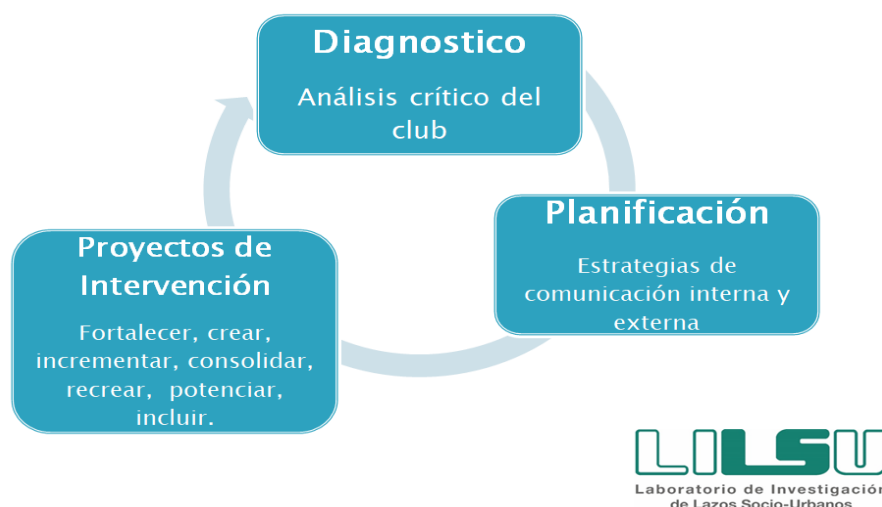 Diagnostico
Análisis crítico del
club
Planificación
Estrategias de
comunicación interna y
externa
Proyectos de
Intervención
Fortalecer, crear,
incrementar, consolidar,
recrear, potenciar,
incluir.
LILSU
Laboratorio de Investigación
de Lazos Socio-Urbanos